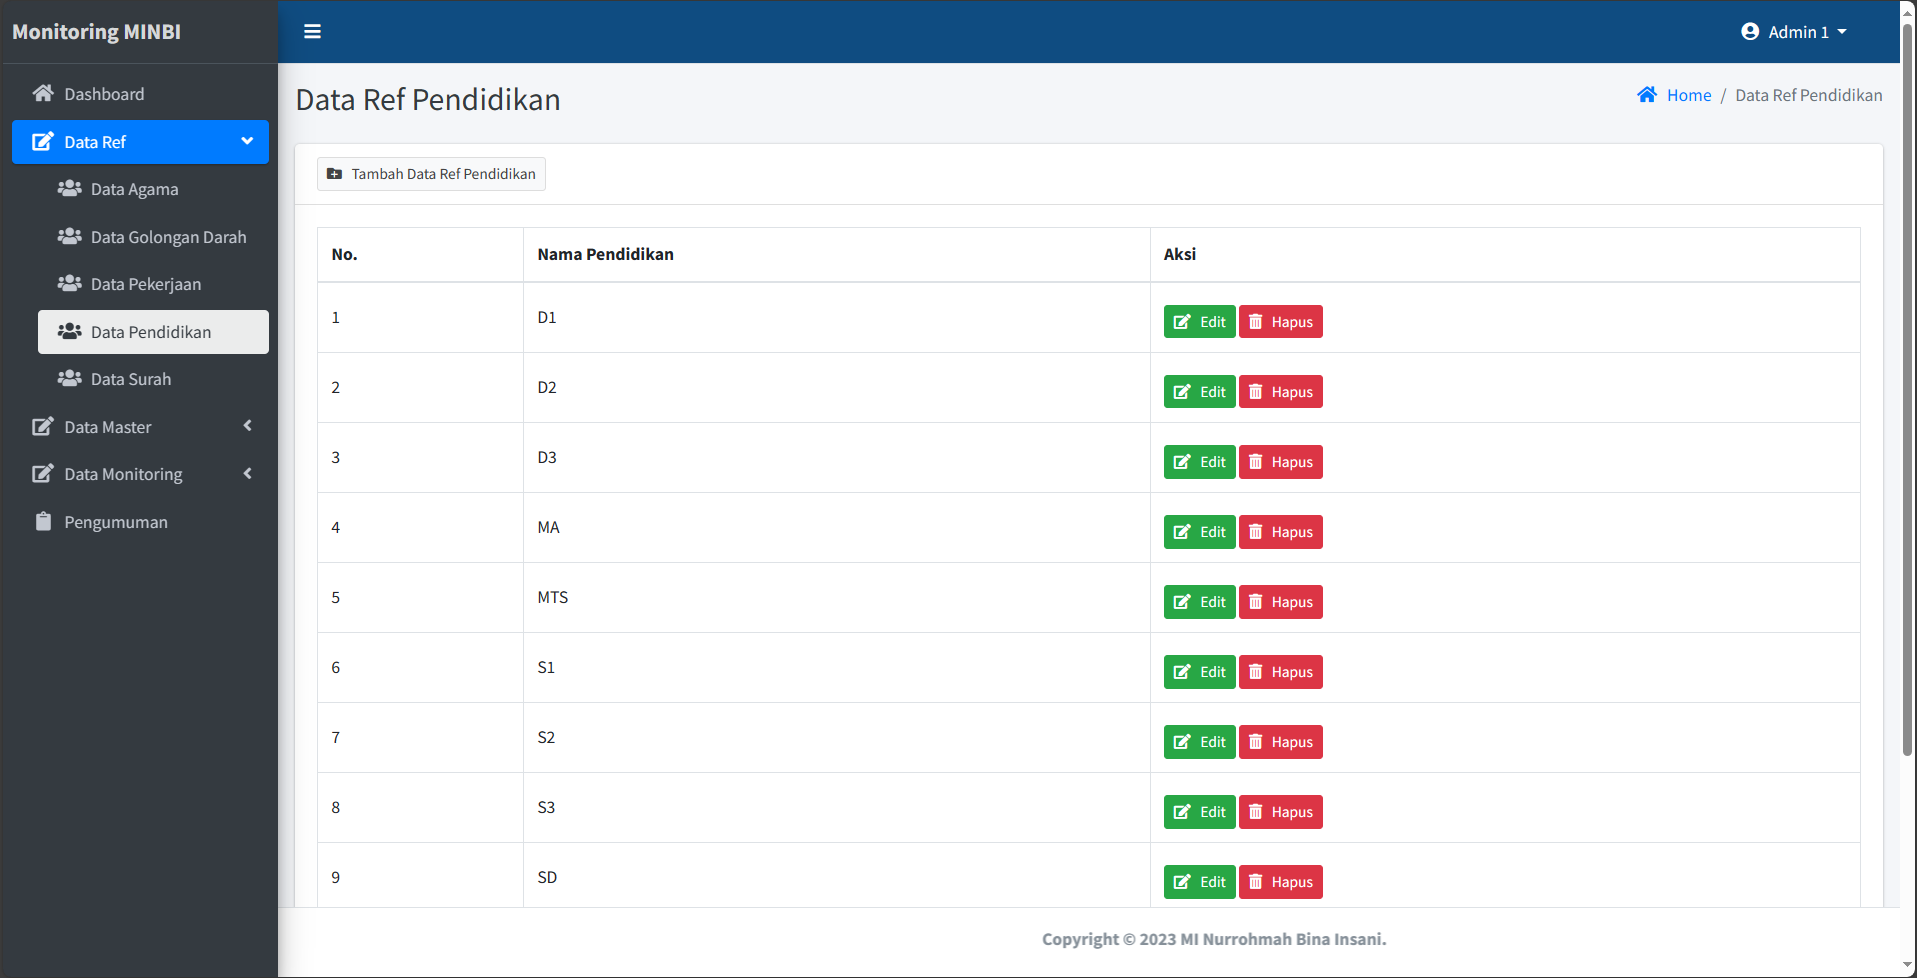 Monitoring MINBI
Admin 1
Dashboard
Data Ref
Data Agama
Data Golongan Darah
Data Pekerjaan
Data Pendidikan
Data Surah
Data Master
Data Monitoring
Pengumuman
Data Ref Pendidikan
Home / Data Ref Pendidikan
Tambah Data Ref Pendidikan
No. Nama Pendidikan Aksi
1 D1 Edit Hapus
2 D2 Edit Hapus
3 D3 Edit Hapus
4 MA Edit Hapus
5 MTS Edit Hapus
6 S1 Edit Hapus
7 S2 Edit Hapus
8 S3 Edit Hapus
9 SD Edit Hapus
Copyright © 2023 MI Nurrohmah Bina Insani.